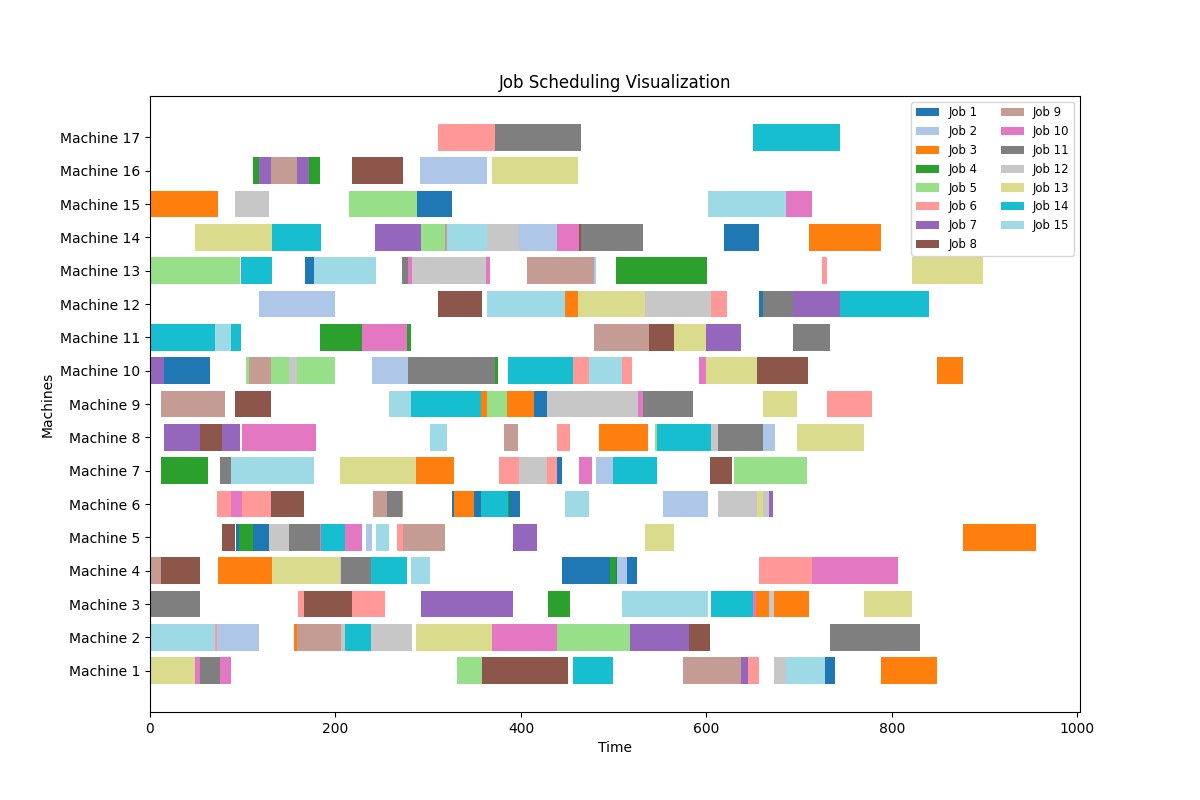 Job Scheduling Visualization
Machine 17
Machine 16
Machine 15
Machine 14
Machine 13
Machine 12
Machine 11
Machine 10
Machine 9
Machine 8
Machine 7
Machine 6
Machine 5
Machine 4
Machine 3
Machine 2
Machine 1
Machines
0 200 400 600 800 1000
Time
Job 1
Job 2
Job 3
Job 4
Job 5
Job 6
Job 7
Job 8
Job 9
Job 10
Job 11
Job 12
Job 13
Job 14
Job 15